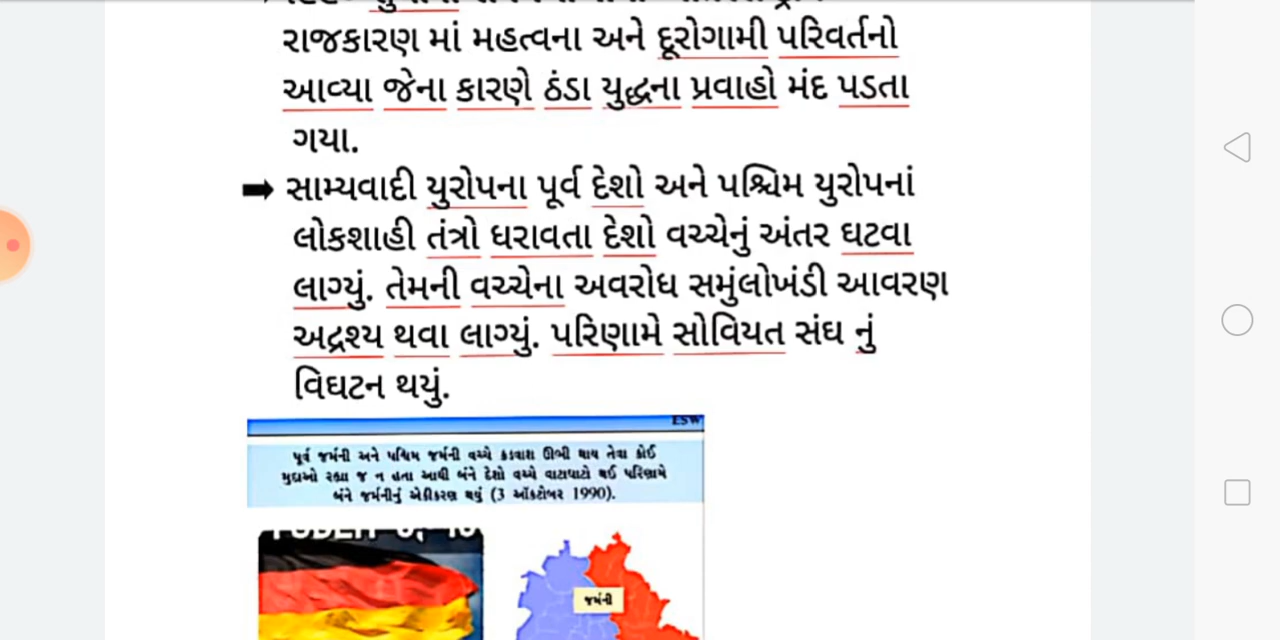 રાજકારણ માં મહત્વના અને દૂરોગામી પરિવર્તનો
આવ્યા જેના કારણે ઠંડા યુદ્ધના પ્રવાહો મંદ પડતા
ગયા.
➡ સામ્યવાદી યુરોપના પૂર્વ દેશો અને પશ્ચિમ યુરોપનાં
લોકશાહી તંત્રો ધરાવતા દેશો વચ્ચેનું અંતર ઘટવા
લાગ્યું. તેમની વચ્ચેના અવરોધ સમુંલોખંડી આવરણ
અદ્રશ્ય થવા લાગ્યું. પરિણામે સોવિયત સંઘ નું
વિઘટન થયું.
પૂર્વ જર્મની અને પશ્ચિમ જર્મની વચ્ચે કડવાશ ઊભી થાય તેવા કોઈ
મુદ્દાઓ રહ્યા જ ન હતા આથી બંને દેશો વચ્ચે વાટાઘાટો થઈ પરિણામે
બંને જર્મનીનું એકીકરણ થયું (3 ઑક્ટોબર 1990).
જર્મની